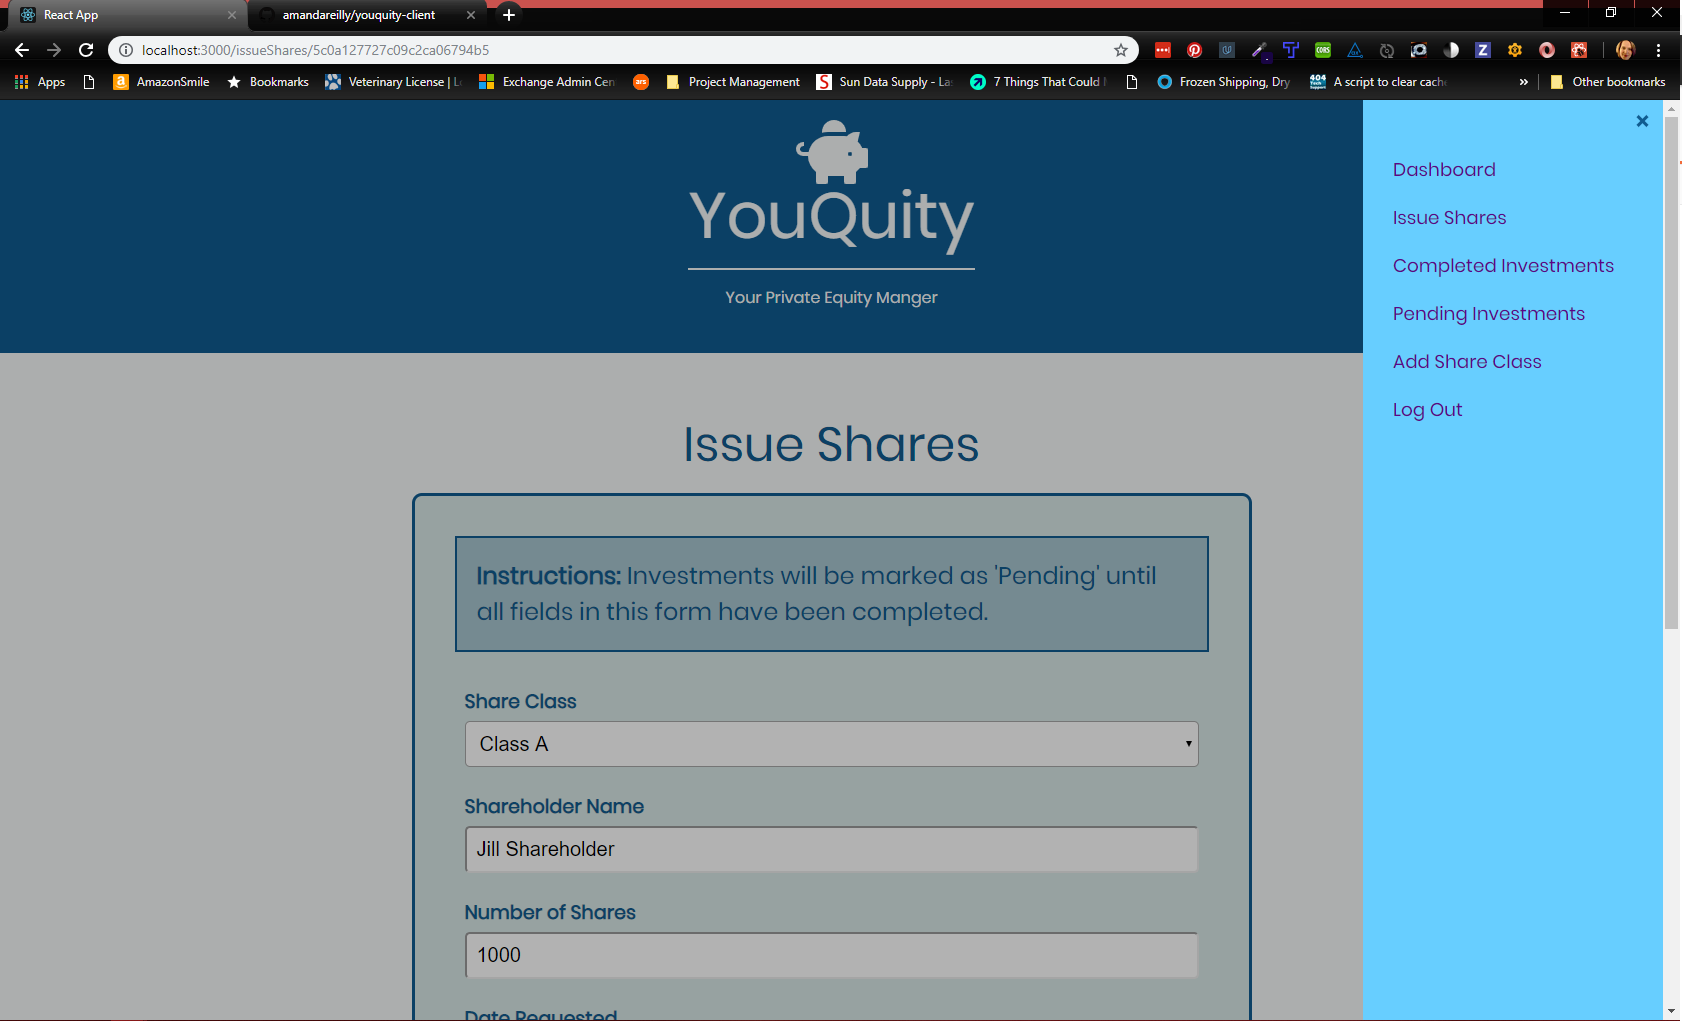 React App
amandareilly/youquity-client
localhost:3000/issueShares/5c0a127727c09c2ca06794b5
Apps
AmazonSmile
Bookmarks
Veterinary License | L
Exchange Admin Cen
ars
Project Management
Sun Data Supply - La
7 Things That Could
Frozen Shipping, Dry
A script to clear cache
»
Other bookmarks
YouQuity
Your Private Equity Manger
Dashboard
Issue Shares
Completed Investments
Pending Investments
Add Share Class
Log Out
Issue Shares
Instructions: Investments will be marked as 'Pending' until
all fields in this form have been completed.
Share Class
Class A
Shareholder Name
Jill Shareholder
Number of Shares
1000
Date Requested